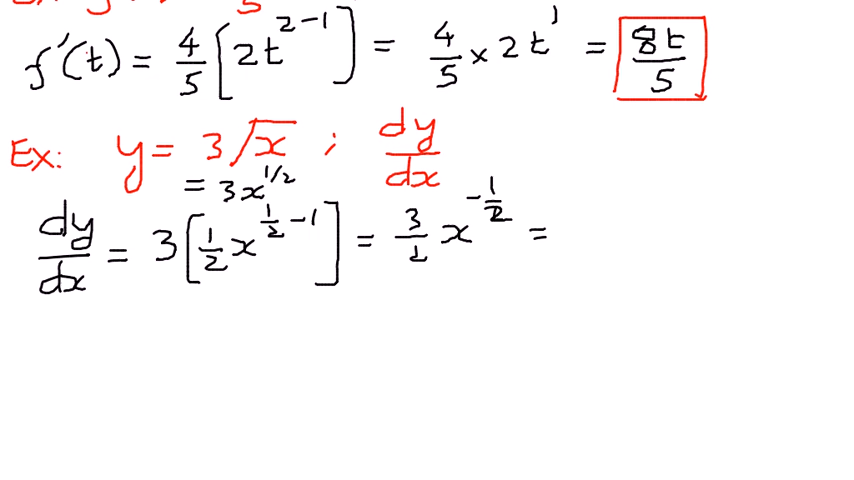 f'(t) = 4/5 [2t^(2-1)] = 4/5 × 2t^1 = 8t/5
Ex: y = 3√x ; dy/dx
= 3x^(1/2)
dy/dx = 3[1/2 x^(1/2 - 1)] = 3/2 x^(-1/2) =